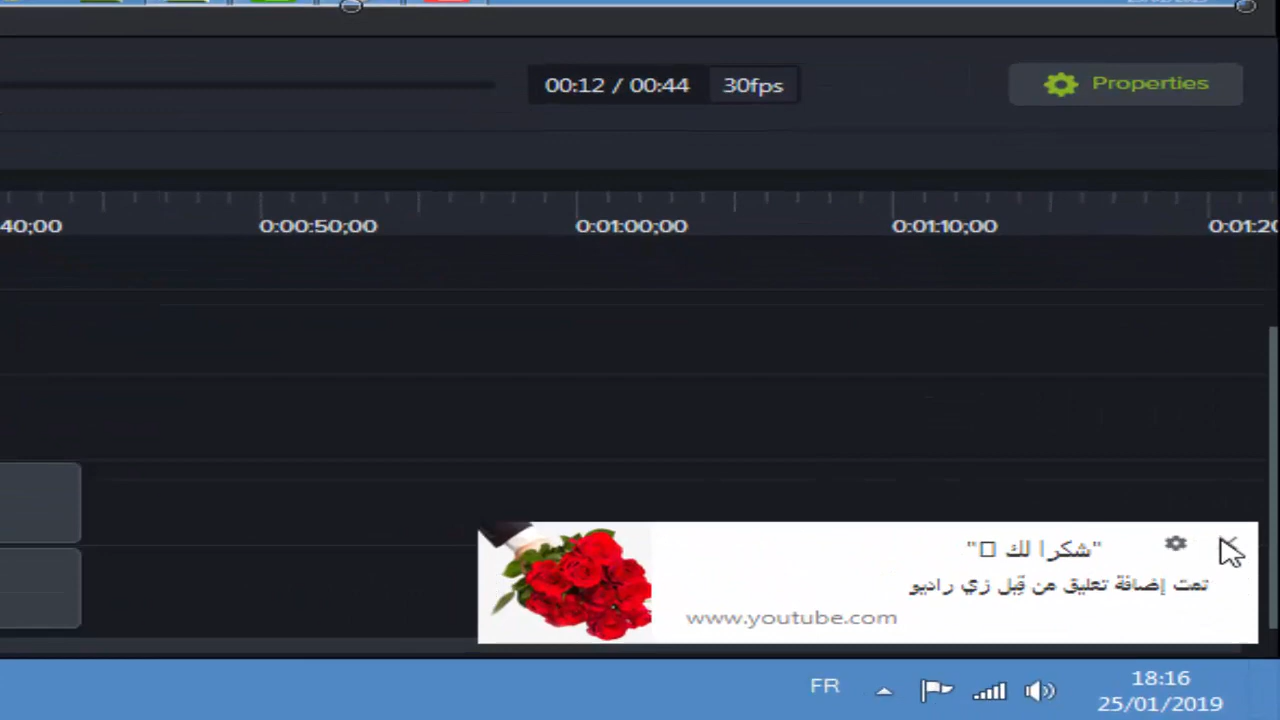 00:12 / 00:44 30fps Properties
40;00 0:00:50;00 0:01:00;00 0:01:10;00 0:01:20
"شكرا لك"
تمت إضافة تعليق من قِبل زي راديو
www.youtube.com
FR 18:16
25/01/2019